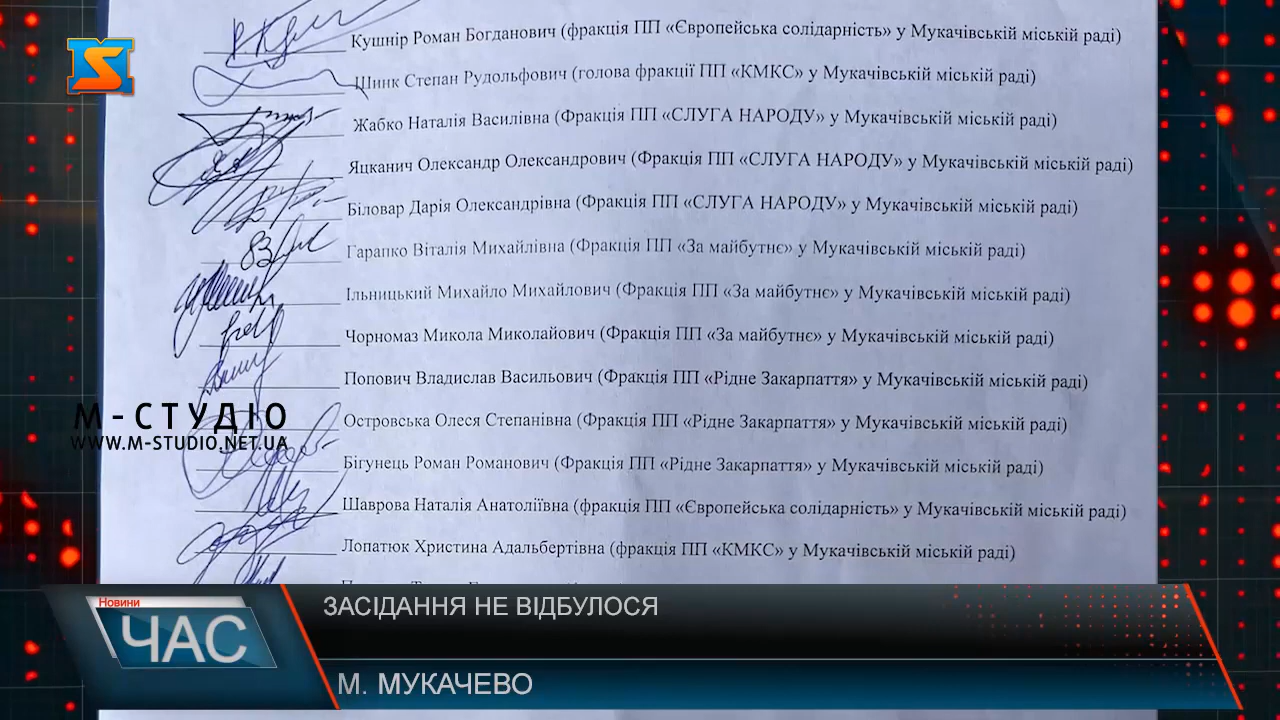 Кушнір Роман Богданович (фракція ПП «Європейська солідарність» у Мукачівській міській раді)
Шинк Степан Рудольфович (голова фракції ПП «КМКС» у Мукачівській міській раді)
Жабко Наталія Василівна (Фракція ПП «СЛУГА НАРОДУ» у Мукачівській міській раді)
Яцканич Олександр Олександрович (Фракція ПП «СЛУГА НАРОДУ» у Мукачівській міській раді)
Біловар Дарія Олександрівна (Фракція ПП «СЛУГА НАРОДУ» у Мукачівській міській раді)
Гарапко Віталія Михайлівна (Фракція ПП «За майбутнє» у Мукачівській міській раді)
Ільницький Михайло Михайлович (Фракція ПП «За майбутнє» у Мукачівській міській раді)
Чорномаз Микола Миколайович (Фракція ПП «За майбутнє» у Мукачівській міській раді)
Попович Владислав Васильович (Фракція ПП «Рідне Закарпаття» у Мукачівській міській раді)
Островська Олеся Степанівна (Фракція ПП «Рідне Закарпаття» у Мукачівській міській раді)
Бігунець Роман Романович (Фракція ПП «Рідне Закарпаття» у Мукачівській міській раді)
Шаврова Наталія Анатоліївна (фракція ПП «Європейська солідарність» у Мукачівській міській раді)
Лопатюк Христина Адальбертівна (фракція ПП «КМКС» у Мукачівській міській раді)
М-СТУДІО
WWW.M-STUDIO.NET.UA
Новини
ЧАС
ЗАСІДАННЯ НЕ ВІДБУЛОСЯ
М. МУКАЧЕВО